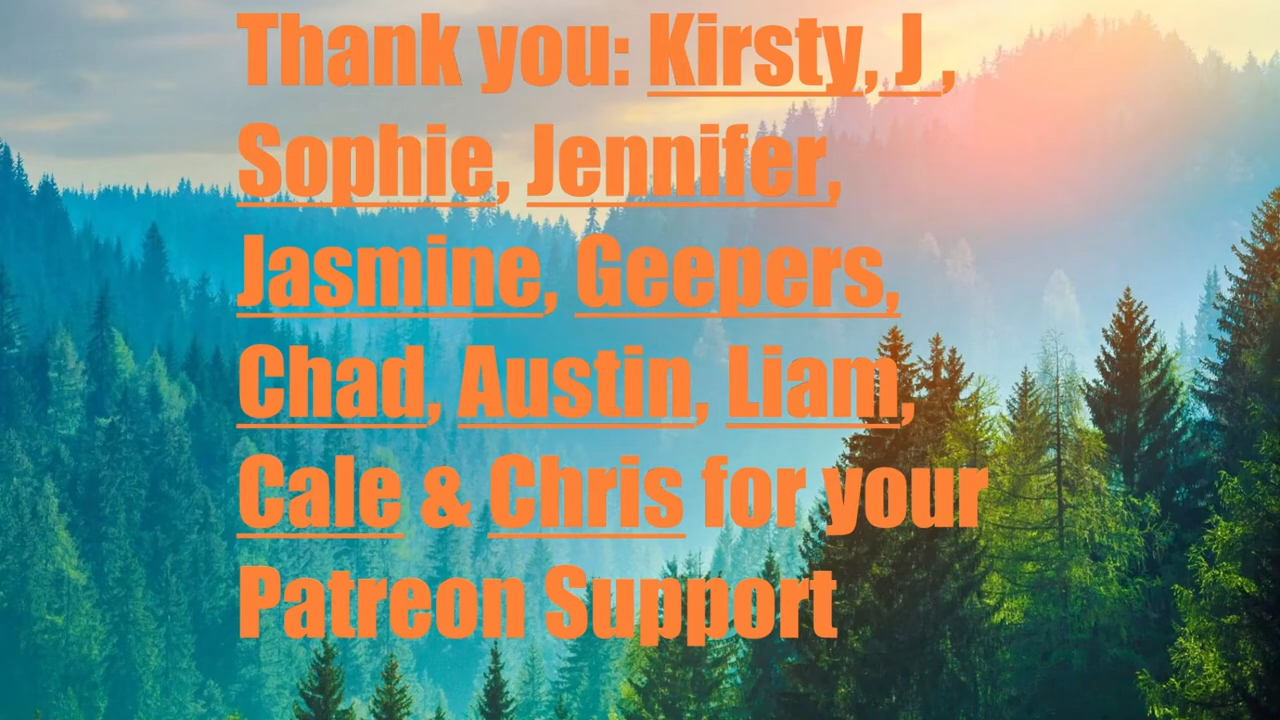 Thank you: Kirsty, J ,
Sophie, Jennifer,
Jasmine, Geepers,
Chad, Austin, Liam,
Cale & Chris for your
Patreon Support